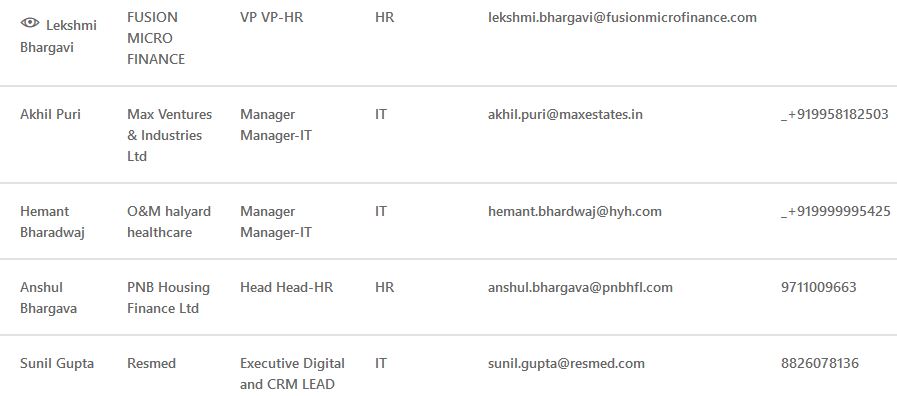 Lekshmi Bhargavi FUSION MICRO FINANCE VP VP-HR HR lekshmi.bhargavi@fusionmicrofinance.com
Akhil Puri Max Ventures & Industries Ltd Manager Manager-IT IT akhil.puri@maxestates.in _+919958182503
Hemant Bharadwaj O&M halyard healthcare Manager Manager-IT IT hemant.bhardwaj@hyh.com _+919999995425
Anshul Bhargava PNB Housing Finance Ltd Head Head-HR HR anshul.bhargava@pnbhfl.com 9711009663
Sunil Gupta Resmed Executive Digital and CRM LEAD IT sunil.gupta@resmed.com 8826078136